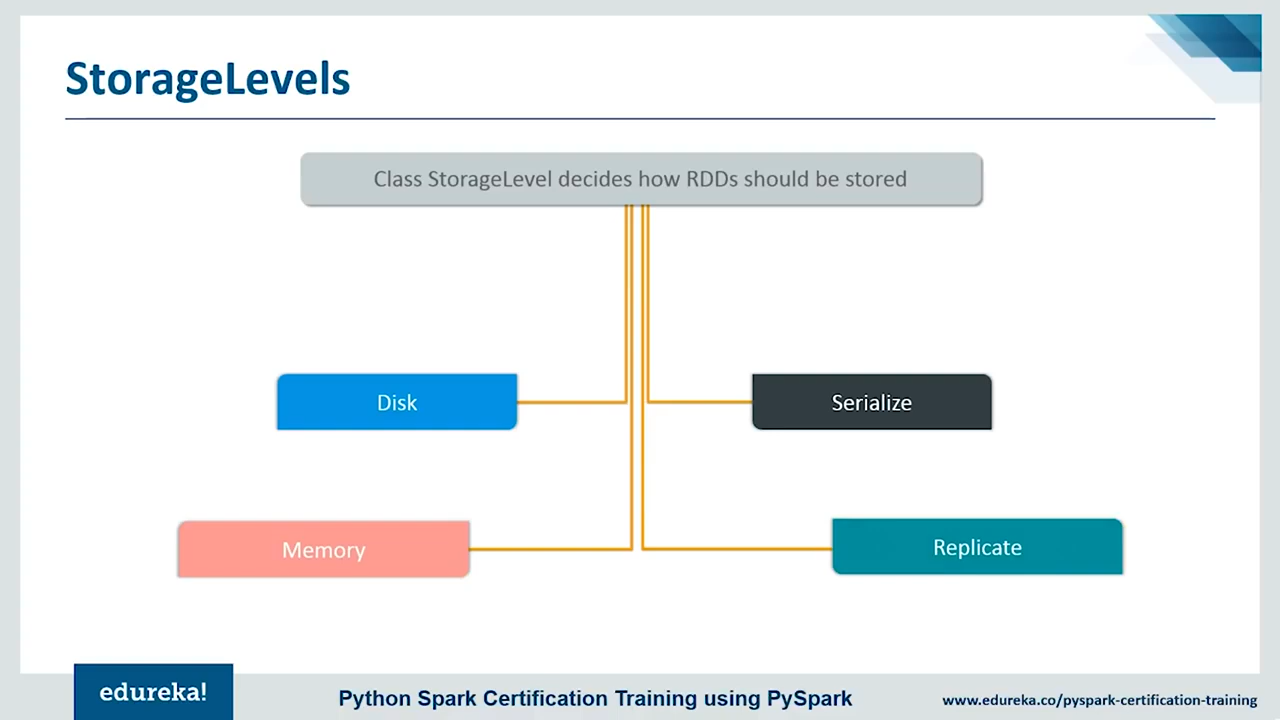 StorageLevels
Class StorageLevel decides how RDDs should be stored
Disk
Serialize
Memory
Replicate
edureka!
Python Spark Certification Training using PySpark
www.edureka.co/pyspark-certification-training